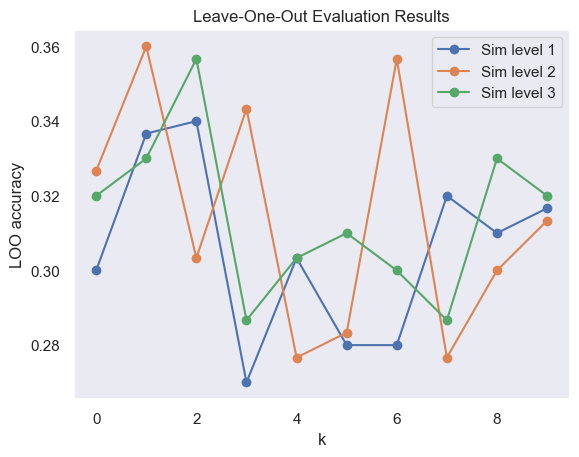 Leave-One-Out Evaluation Results
Sim level 1
Sim level 2
Sim level 3
LOO accuracy
0.36
0.34
0.32
0.30
0.28
0
2
4
6
8
k